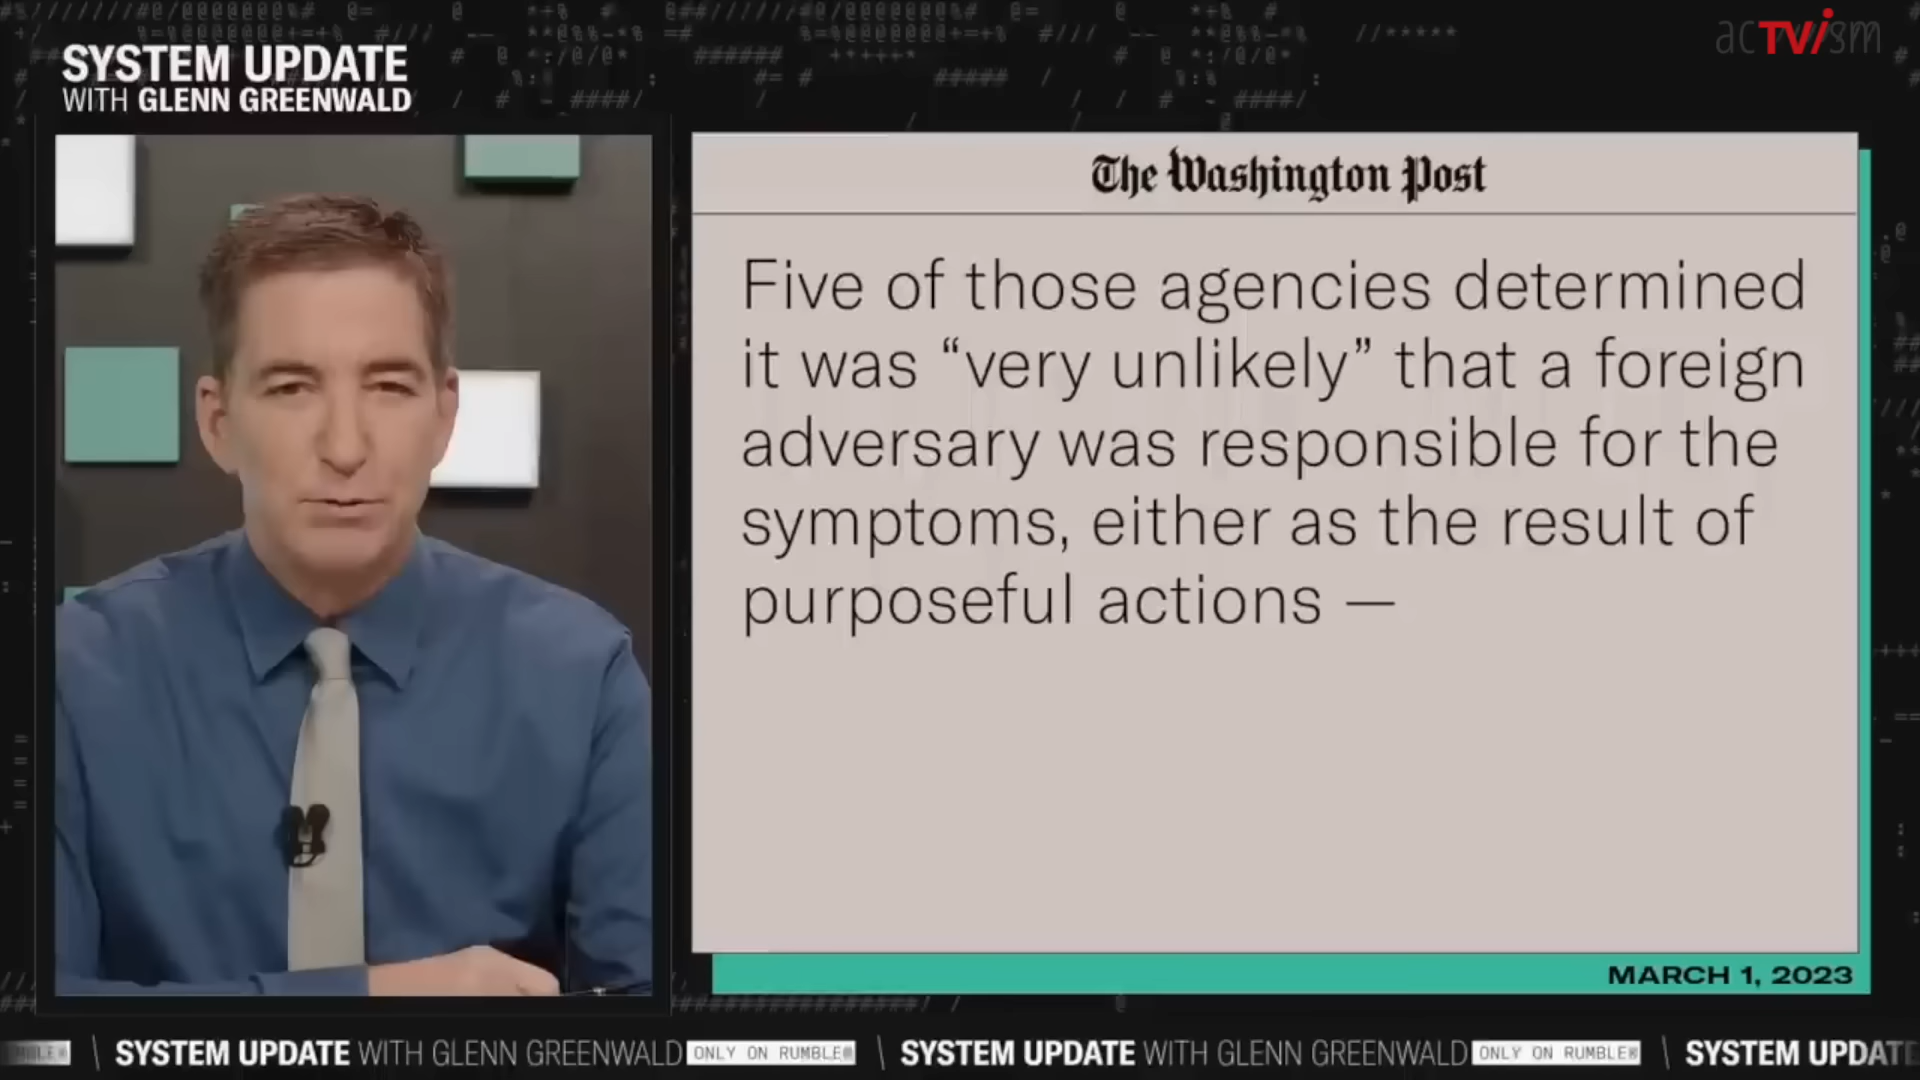 acTVism
SYSTEM UPDATE
WITH GLENN GREENWALD
The Washington Post
Five of those agencies determined
it was “very unlikely” that a foreign
adversary was responsible for the
symptoms, either as the result of
purposeful actions —
MARCH 1, 2023
SYSTEM UPDATE WITH GLENN GREENWALD ONLY ON RUMBLE SYSTEM UPDATE WITH GLENN GREENWALD ONLY ON RUMBLE SYSTEM UPDATE